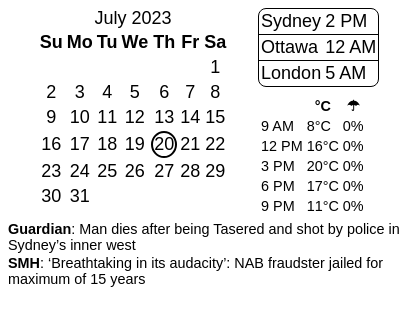 July 2023
Su Mo Tu We Th Fr Sa
1
2 3 4 5 6 7 8
9 10 11 12 13 14 15
16 17 18 19 20 21 22
23 24 25 26 27 28 29
30 31
Sydney 2 PM
Ottawa 12 AM
London 5 AM
°C ☂
9 AM 8°C 0%
12 PM 16°C 0%
3 PM 20°C 0%
6 PM 17°C 0%
9 PM 11°C 0%
Guardian: Man dies after being Tasered and shot by police in
Sydney’s inner west
SMH: ‘Breathtaking in its audacity’: NAB fraudster jailed for
maximum of 15 years